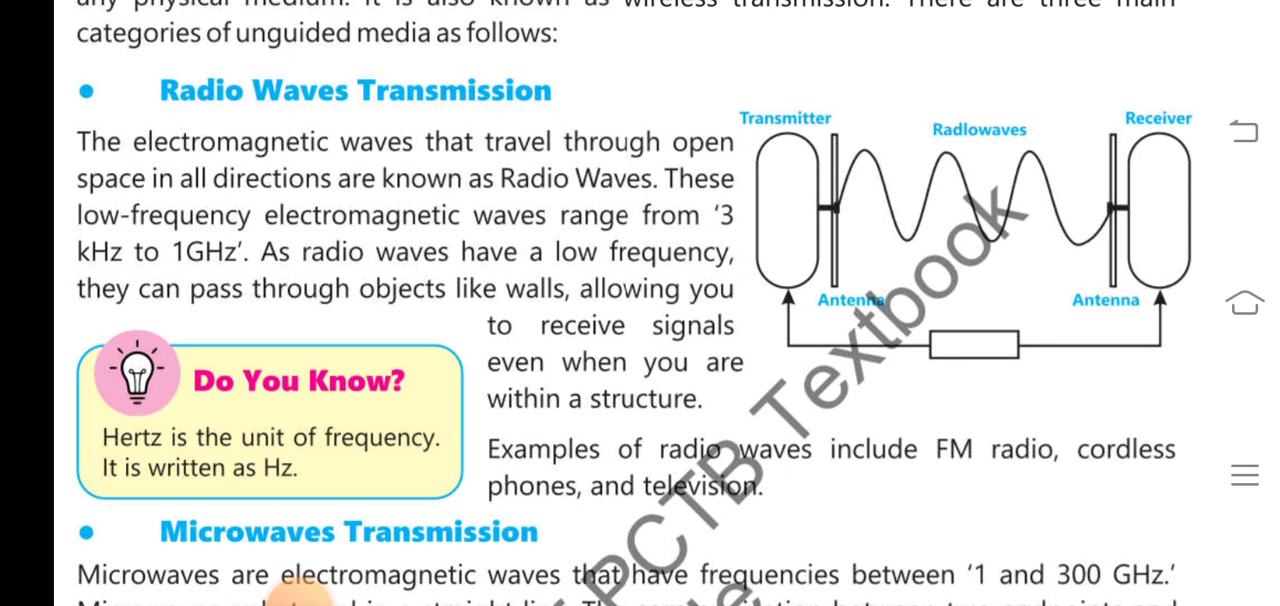 categories of unguided media as follows:
• Radio Waves Transmission
The electromagnetic waves that travel through open
space in all directions are known as Radio Waves. These
low-frequency electromagnetic waves range from ‘3
kHz to 1GHz’. As radio waves have a low frequency,
they can pass through objects like walls, allowing you
to receive signals
even when you are
within a structure.
Transmitter
Radlowaves
Receiver
Antenna
Antenna
Do You Know?
Hertz is the unit of frequency.
It is written as Hz.
Examples of radio waves include FM radio, cordless
phones, and television.
• Microwaves Transmission
Microwaves are electromagnetic waves that have frequencies between ‘1 and 300 GHz.’
PCTB Textbook